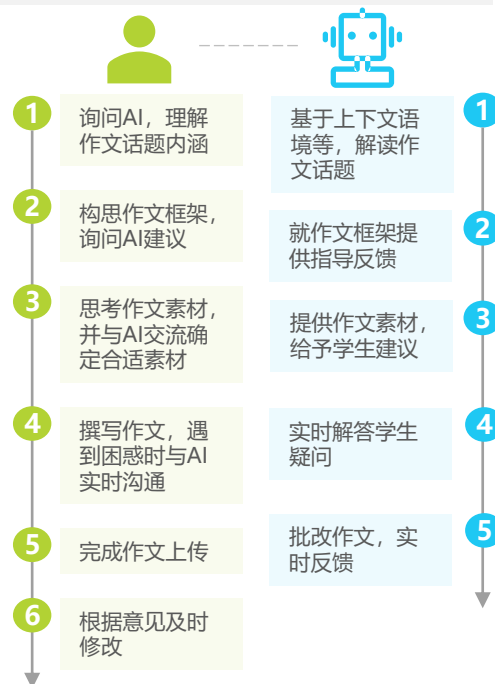 1
询问AI，理解
作文话题内涵
2
构思作文框架，
询问AI建议
3
思考作文素材，
并与AI交流确
定合适素材
4
撰写作文，遇
到困惑时与AI
实时沟通
5
完成作文上传
6
根据意见及时
修改
1
基于上下文语
境等，解读作
文话题
2
就作文框架提
供指导反馈
3
提供作文素材，
给予学生建议
4
实时解答学生
疑问
5
批改作文，实
时反馈